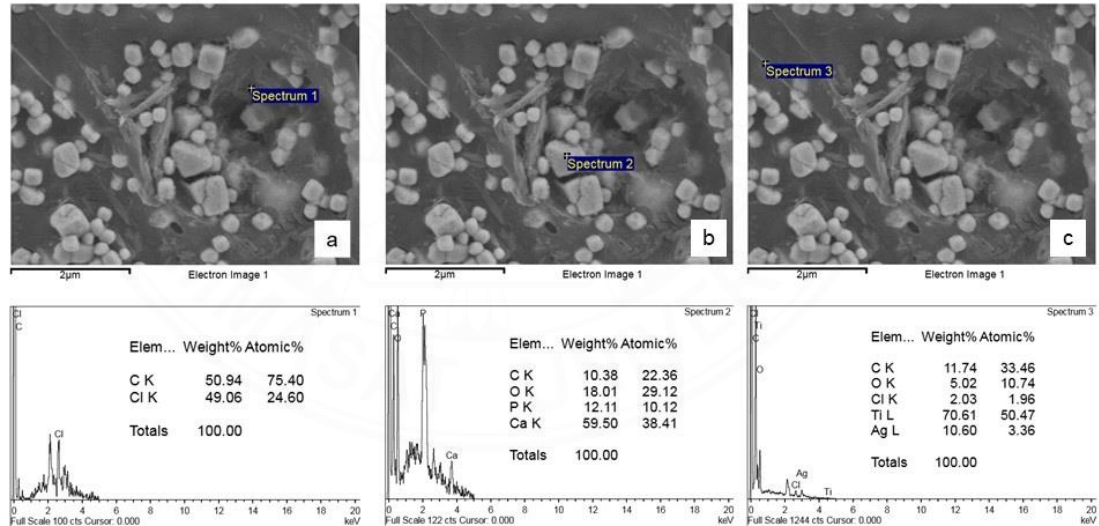 Spectrum 1
a
2µm
Electron Image 1
Spectrum 2
b
2µm
Electron Image 1
Spectrum 3
c
2µm
Electron Image 1
Spectrum 1
Cl
C
Elem... Weight% Atomic%
C K 50.94 75.40
Cl K 49.06 24.60
Totals 100.00
Cl
0 2 4 6 8 10 12 14 16 18 20
Full Scale 100 cts Cursor: 0.000 keV
Spectrum 2
Ca
P
C
O
Elem... Weight% Atomic%
C K 10.38 22.36
O K 18.01 29.12
P K 12.11 10.12
Ca K 59.50 38.41
Totals 100.00
Ca
0 2 4 6 8 10 12 14 16 18 20
Full Scale 122 cts Cursor: 0.000 keV
Spectrum 3
Cl
Ti
C
O
Elem... Weight% Atomic%
C K 11.74 33.46
O K 5.02 10.74
Cl K 2.03 1.96
Ti L 70.61 50.47
Ag L 10.60 3.36
Totals 100.00
Ag
Cl
Ti
0 2 4 6 8 10 12 14 16 18 20
Full Scale 1244 cts Cursor: 0.000 keV